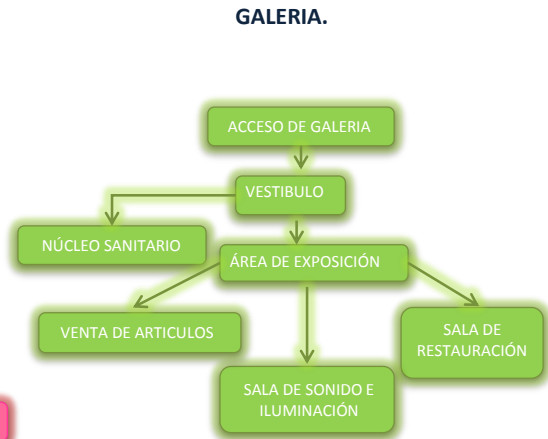 GALERIA.
ACCESO DE GALERIA
VESTIBULO
NÚCLEO SANITARIO
ÁREA DE EXPOSICIÓN
VENTA DE ARTICULOS
SALA DE
RESTAURACIÓN
SALA DE SONIDO E
ILUMINACIÓN